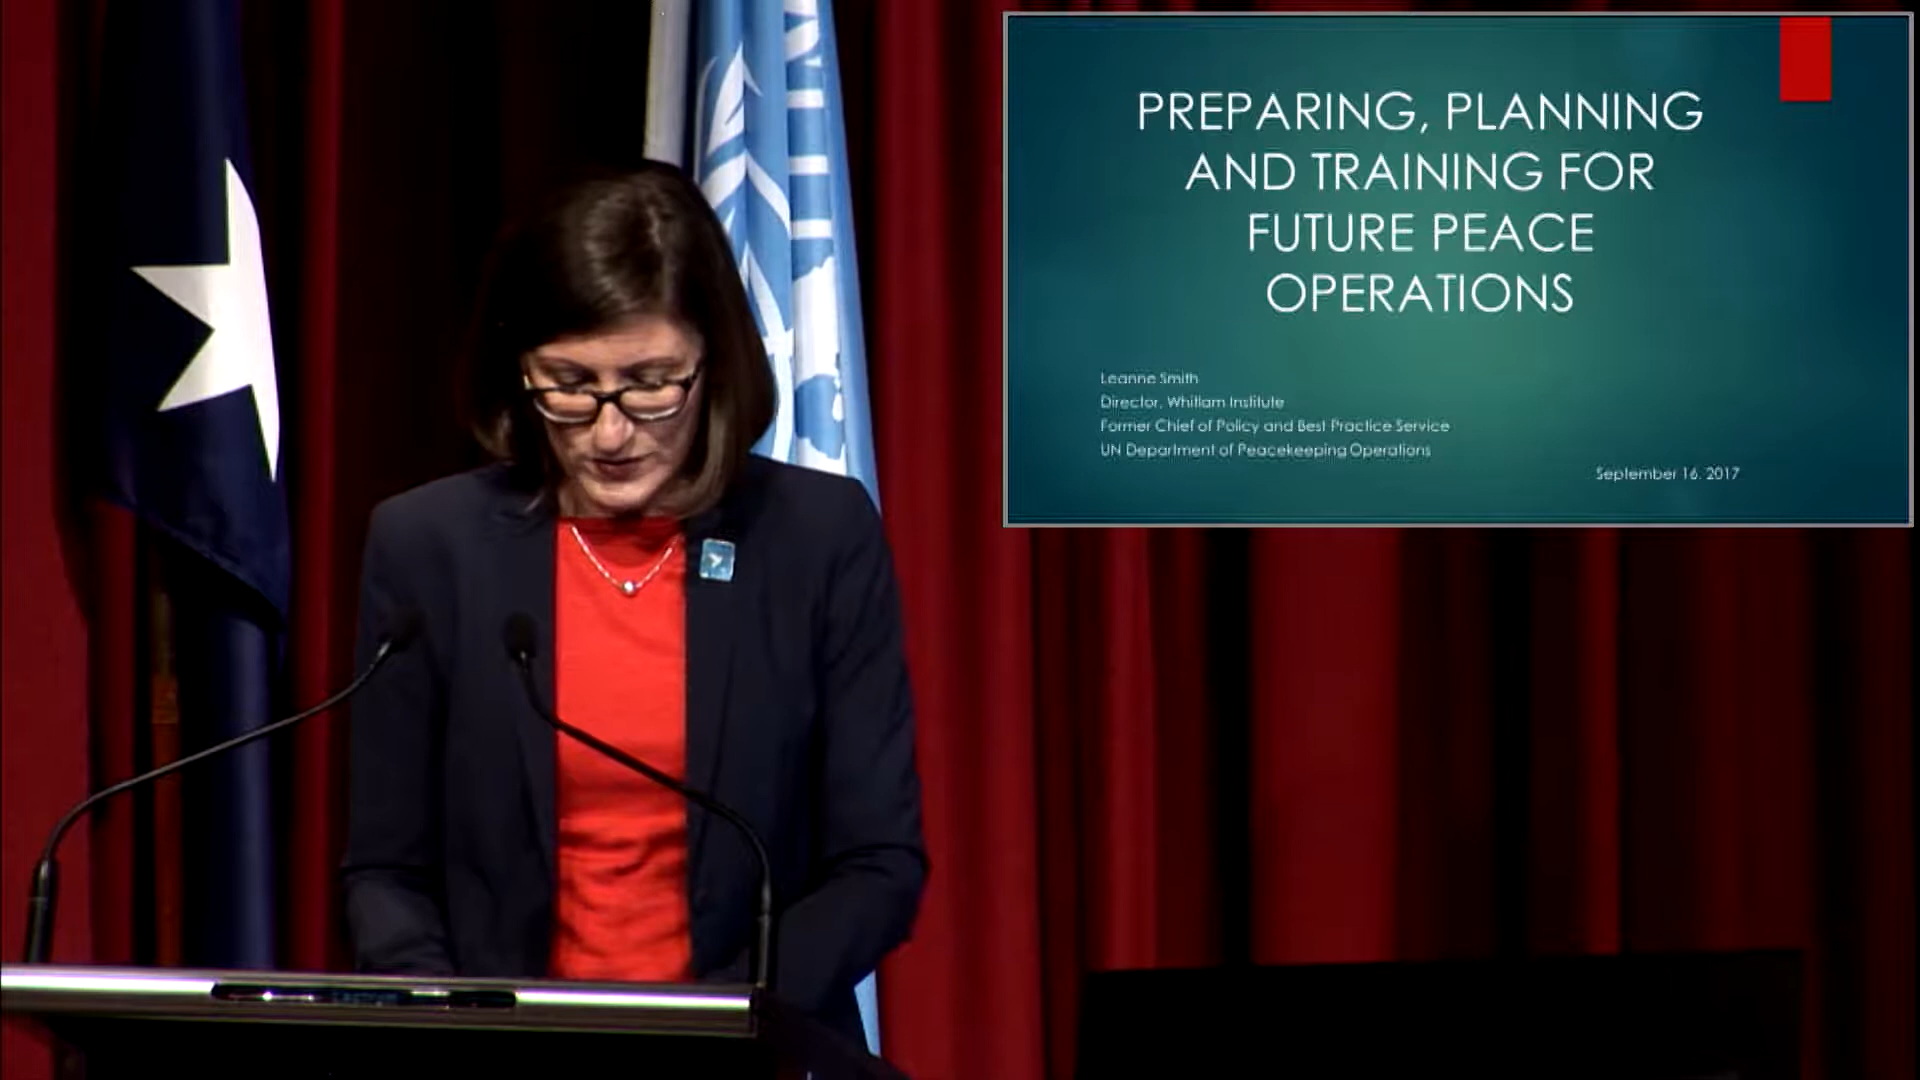 PREPARING, PLANNING
AND TRAINING FOR
FUTURE PEACE
OPERATIONS
Leanne Smith
Director, Whitlam Institute
Former Chief of Policy and Best Practice Service
UN Department of Peacekeeping Operations
September 16, 2017